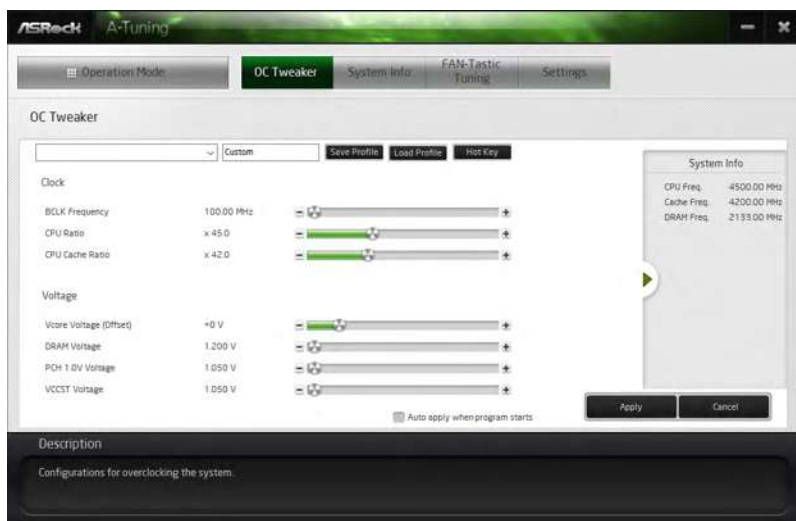 ASRock A-Tuning
Operation Mode OC Tweaker System Info FAN-Tastic Tuning Settings
OC Tweaker
Custom Save Profile Load Profile Hot Key
System Info
CPU Freq. 4500.00 MHz
Cache Freq. 4200.00 MHz
DRAM Freq. 2133.00 MHz
Clock
BCLK Frequency 100.00 MHz
CPU Ratio x 45.0
CPU Cache Ratio x 42.0
Voltage
Vcore Voltage (Offset) +0 V
DRAM Voltage 1.200 V
PCH 1.0V Voltage 1.050 V
VCCST Voltage 1.050 V
Auto apply when program starts
Apply Cancel
Description
Configurations for overclocking the system.